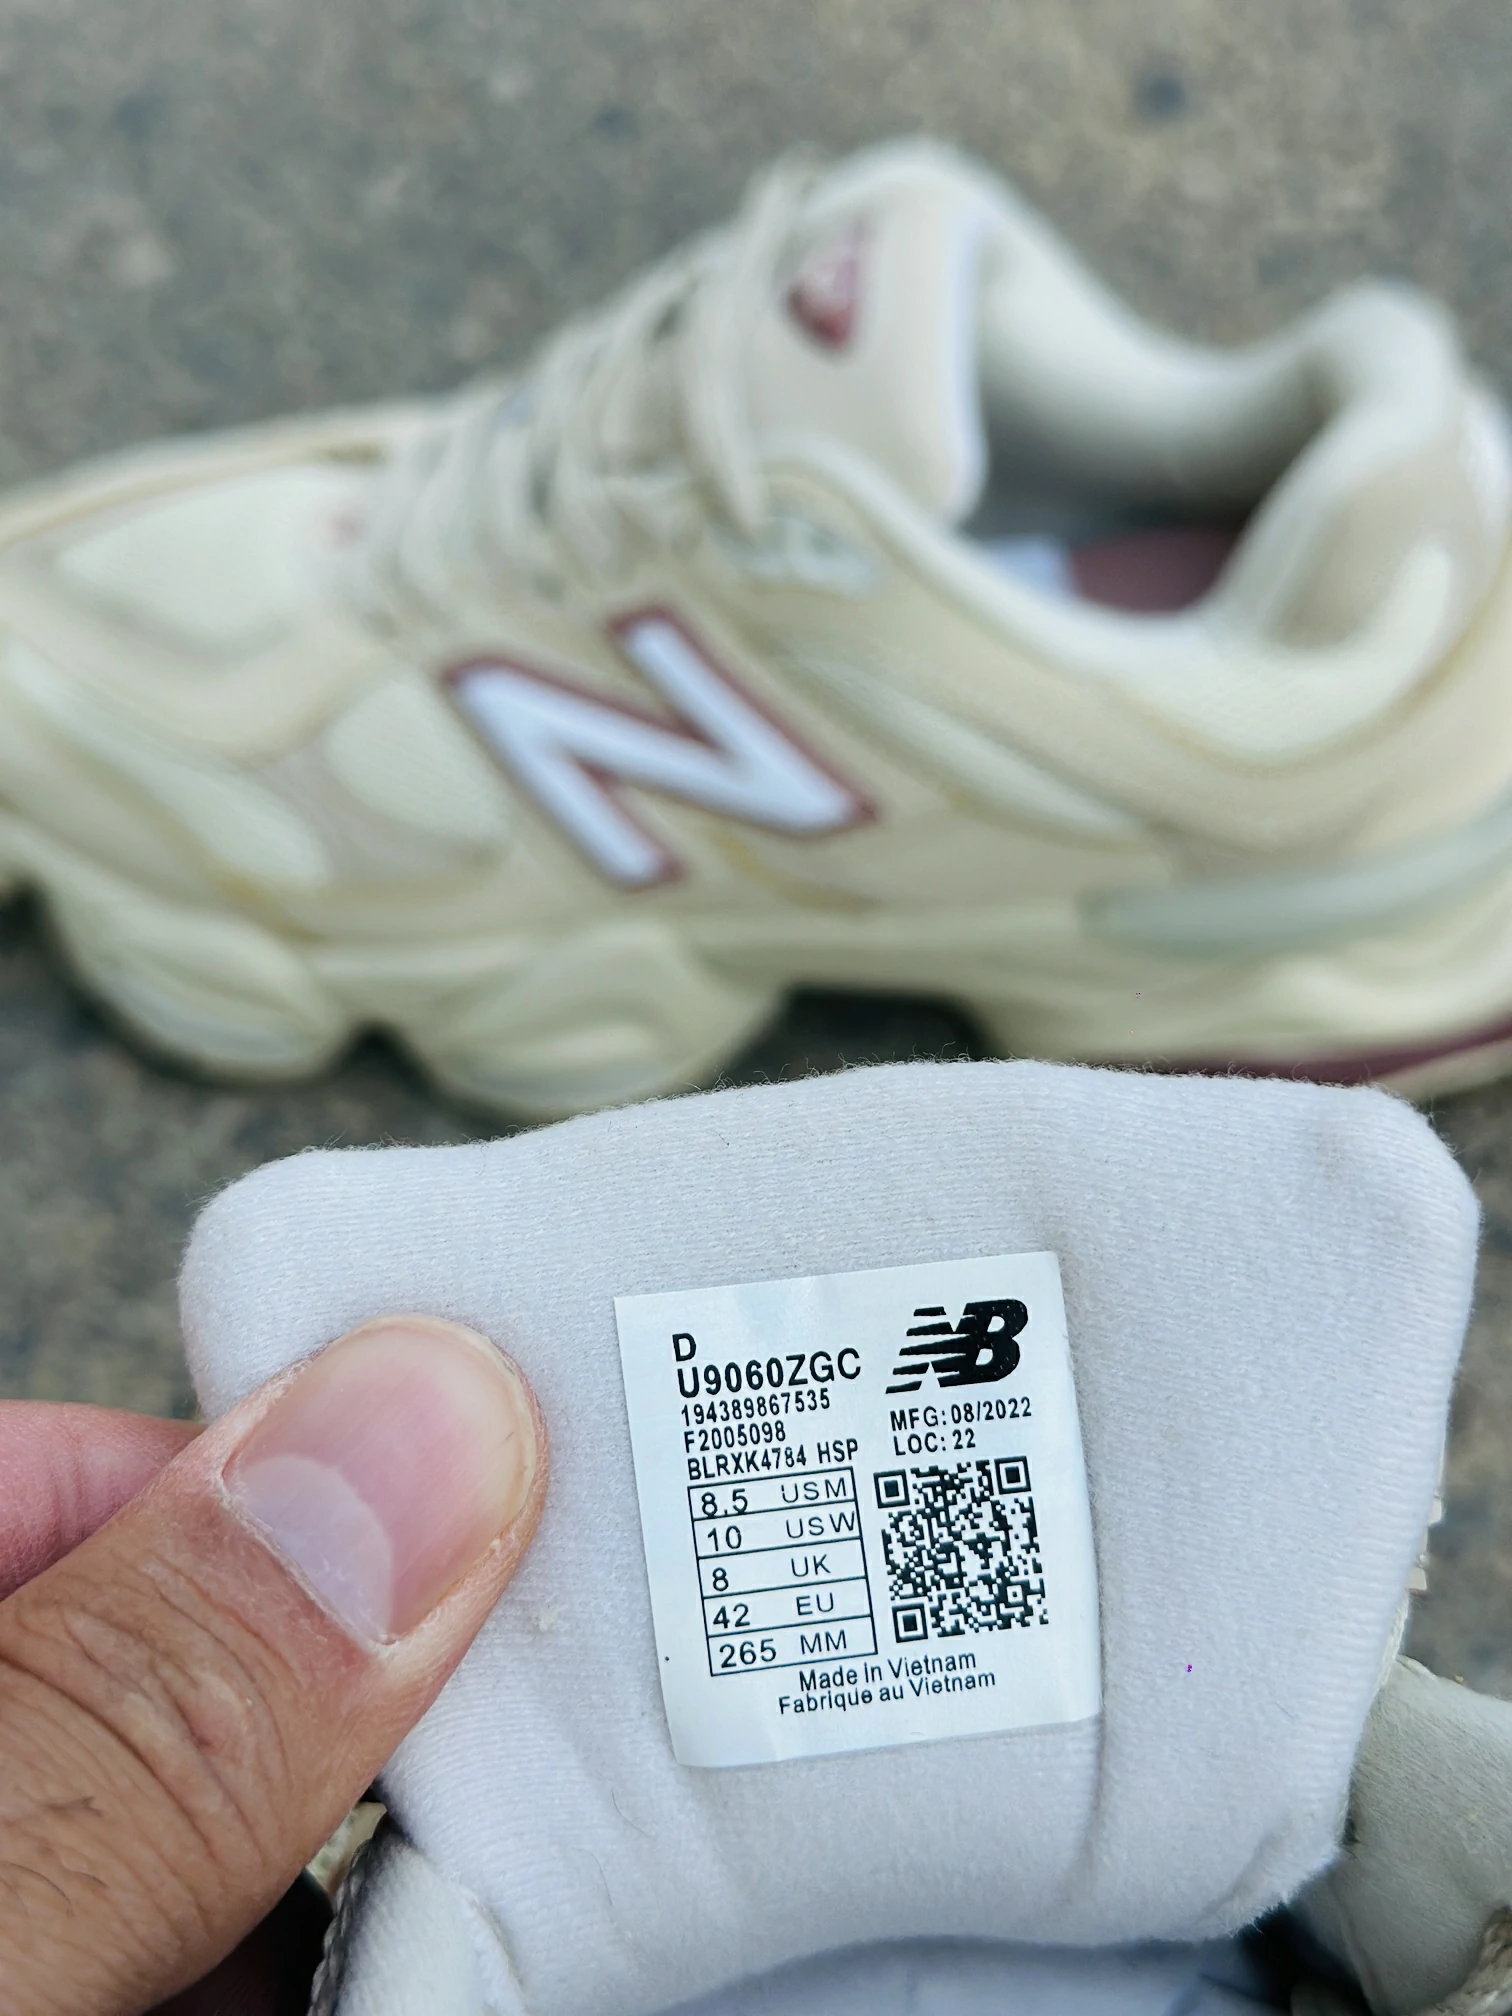 N
D
U9060ZGC
194389867535
F2005098
BLRXK4784 HSP
NB
MFG: 08/2022
LOC: 22
8.5 USM
10 USW
8 UK
42 EU
265 MM
Made In Vietnam
Fabrique au Vietnam